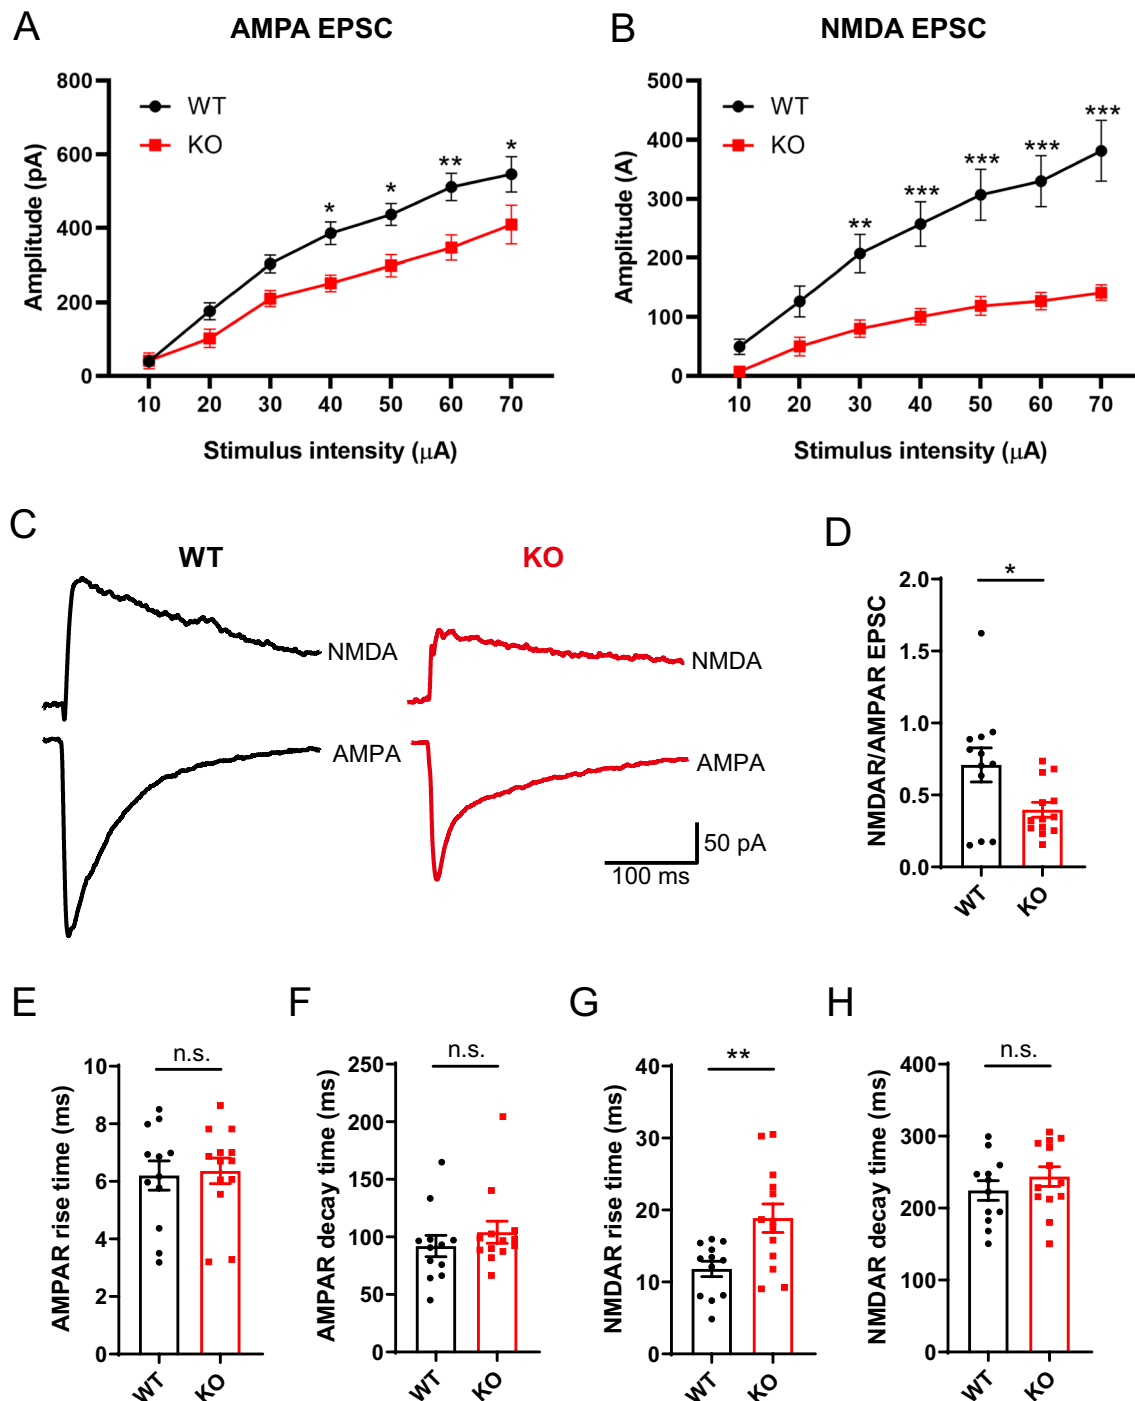 A
AMPA EPSC
800
600
400
200
0
Amplitude (pA)
WT
KO
*
*
**
*
10 20 30 40 50 60 70
Stimulus intensity (μA)
B
NMDA EPSC
500
400
300
200
100
0
Amplitude (A)
WT
KO
**
***
***
***
***
10 20 30 40 50 60 70
Stimulus intensity (μA)
C
WT
KO
NMDA
AMPA
NMDA
AMPA
50 pA
100 ms
D
NMDAR/AMPAR EPSC
2.0
1.5
1.0
0.5
0.0
*
WT
KO
E
AMPAR rise time (ms)
10
8
6
4
2
0
n.s.
WT
KO
F
AMPAR decay time (ms)
250
200
150
100
50
0
n.s.
WT
KO
G
NMDAR rise time (ms)
40
30
20
10
0
**
WT
KO
H
NMDAR decay time (ms)
400
300
200
100
0
n.s.
WT
KO